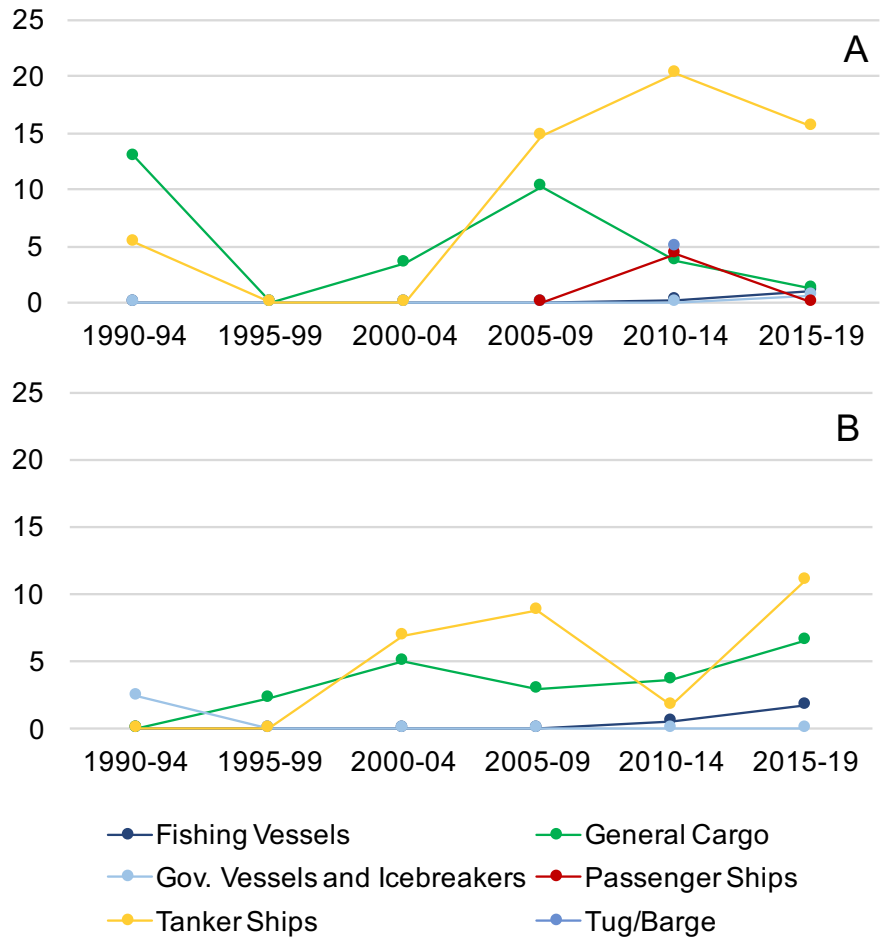 25
A
20
15
10
5
0
1990-94 1995-99 2000-04 2005-09 2010-14 2015-19
25
B
20
15
10
5
0
1990-94 1995-99 2000-04 2005-09 2010-14 2015-19
Fishing Vessels General Cargo
Gov. Vessels and Icebreakers Passenger Ships
Tanker Ships Tug/Barge